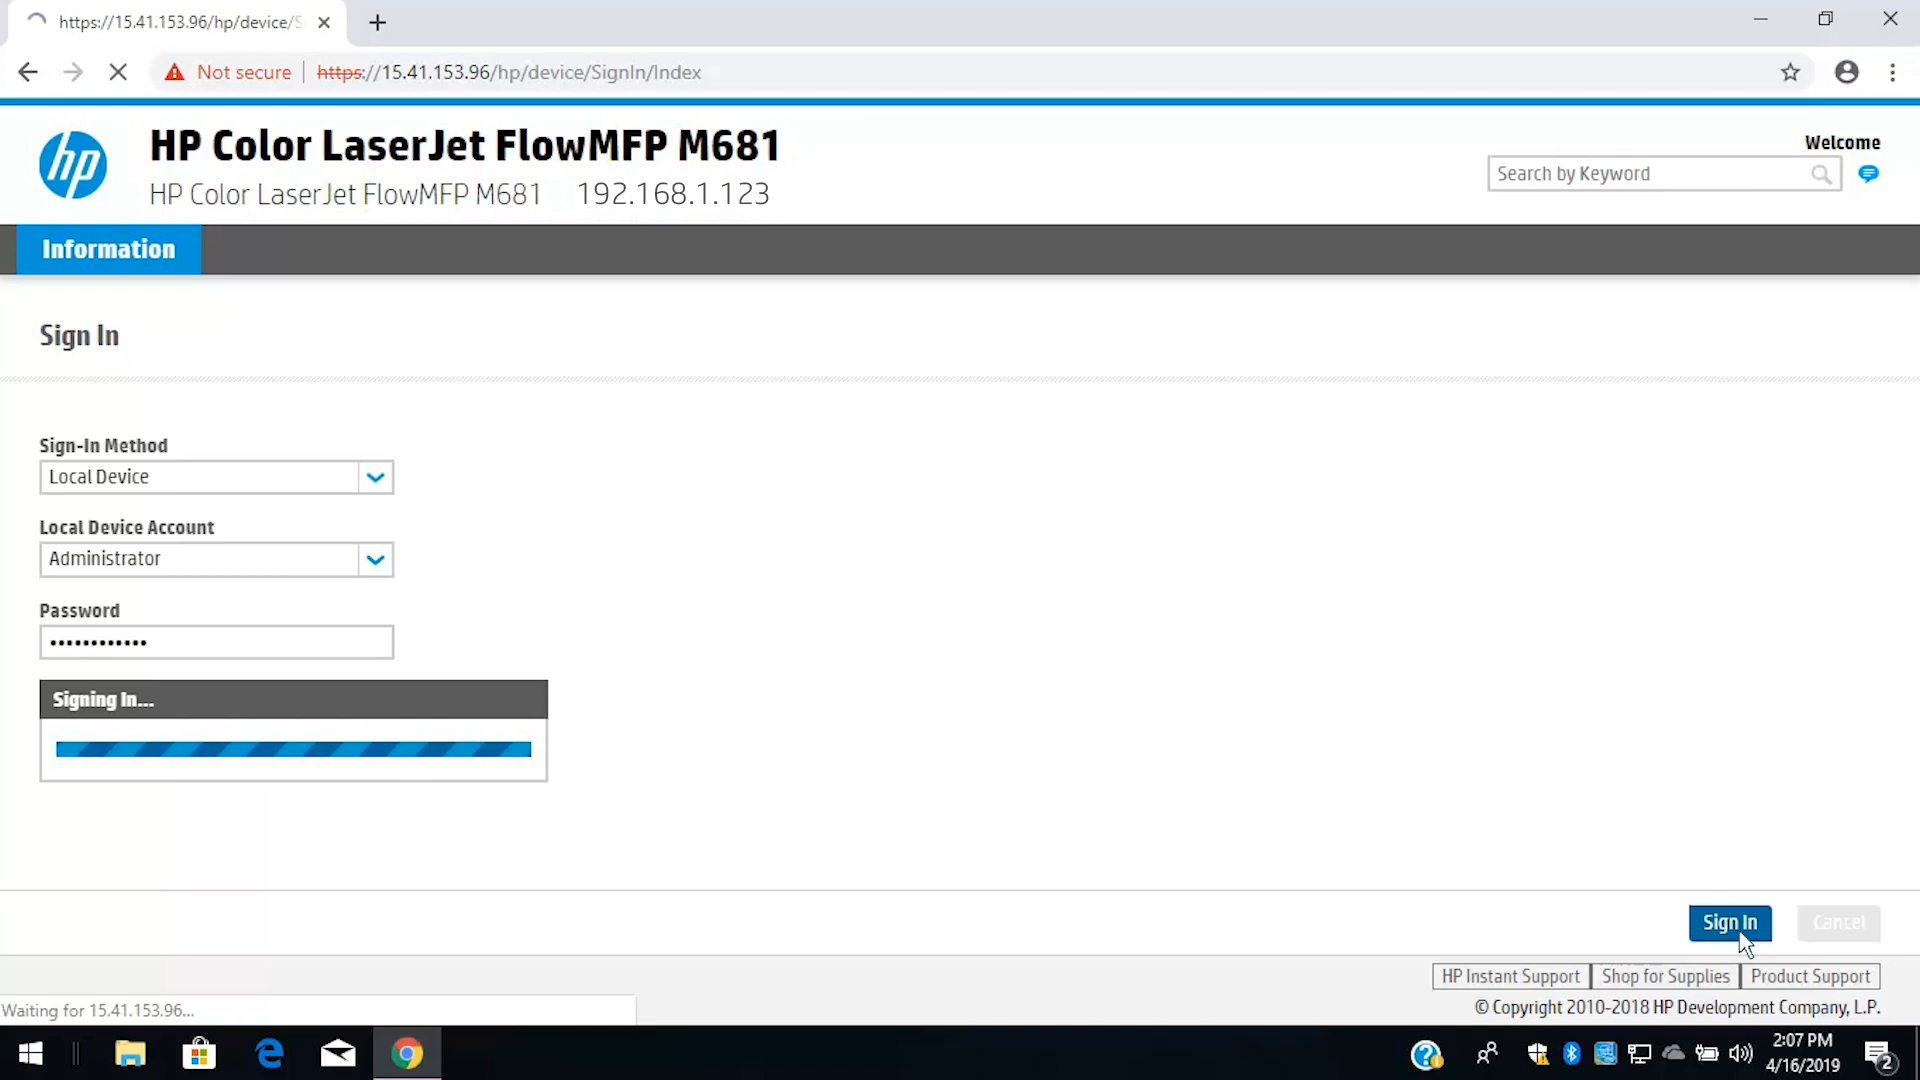 https://15.41.153.96/hp/device/S
Not secure https://15.41.153.96/hp/device/SignIn/Index
hp
HP Color LaserJet FlowMFP M681
HP Color LaserJet FlowMFP M681 192.168.1.123
Welcome
Search by Keyword
Information
Sign In
Sign-In Method
Local Device
Local Device Account
Administrator
Password
••••••••••••
Signing In...
Sign In Cancel
HP Instant Support Shop for Supplies Product Support
© Copyright 2010-2018 HP Development Company, L.P.
Waiting for 15.41.153.96...
2:07 PM
4/16/2019
2